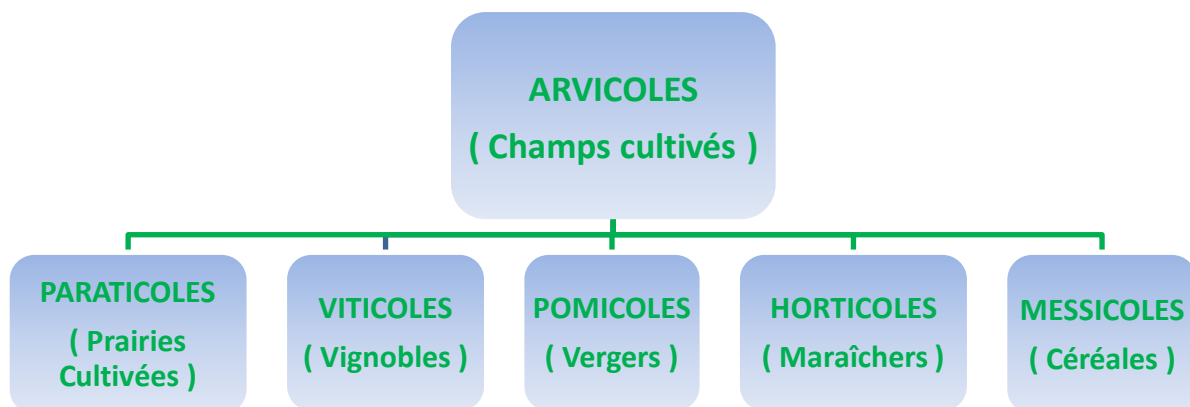 ARVICOLES
( Champs cultivés )
PARATICOLES
( Prairies
Cultivées )
VITICOLES
( Vignobles )
POMICOLES
( Vergers )
HORTICOLES
( Maraîchers )
MESSICOLES
( Céréales )